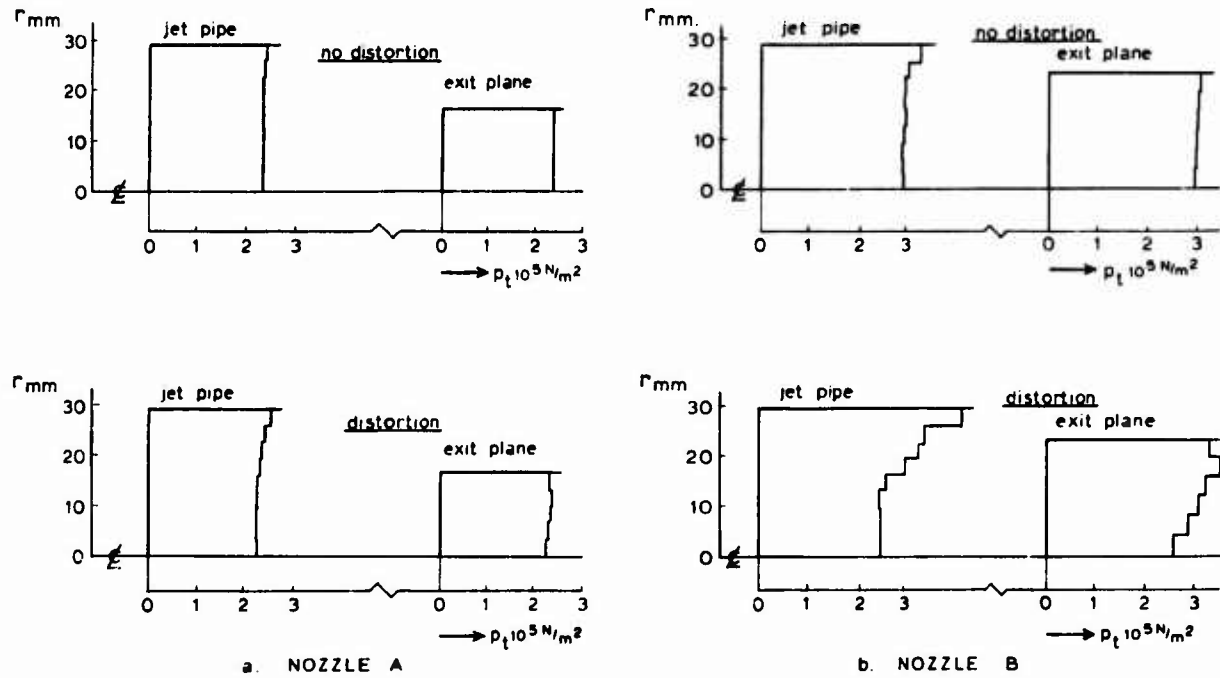 r mm
jet pipe
no distortion
exit plane
30
20
10
0
0 1 2 3 0 1 2 3
p_t 10^5 N/m^2
r mm.
jet pipe
no distortion
exit plane
30
20
10
0
0 1 2 3 0 1 2 3
p_t 10^5 N/m^2
r mm
jet pipe
distortion
exit plane
30
20
10
0
0 1 2 3 0 1 2 3
p_t 10^5 N/m^2
a. NOZZLE A
r mm
jet pipe
distortion
exit plane
30
20
10
0
0 1 2 3 0 1 2 3
p_t 10^5 N/m^2
b. NOZZLE B